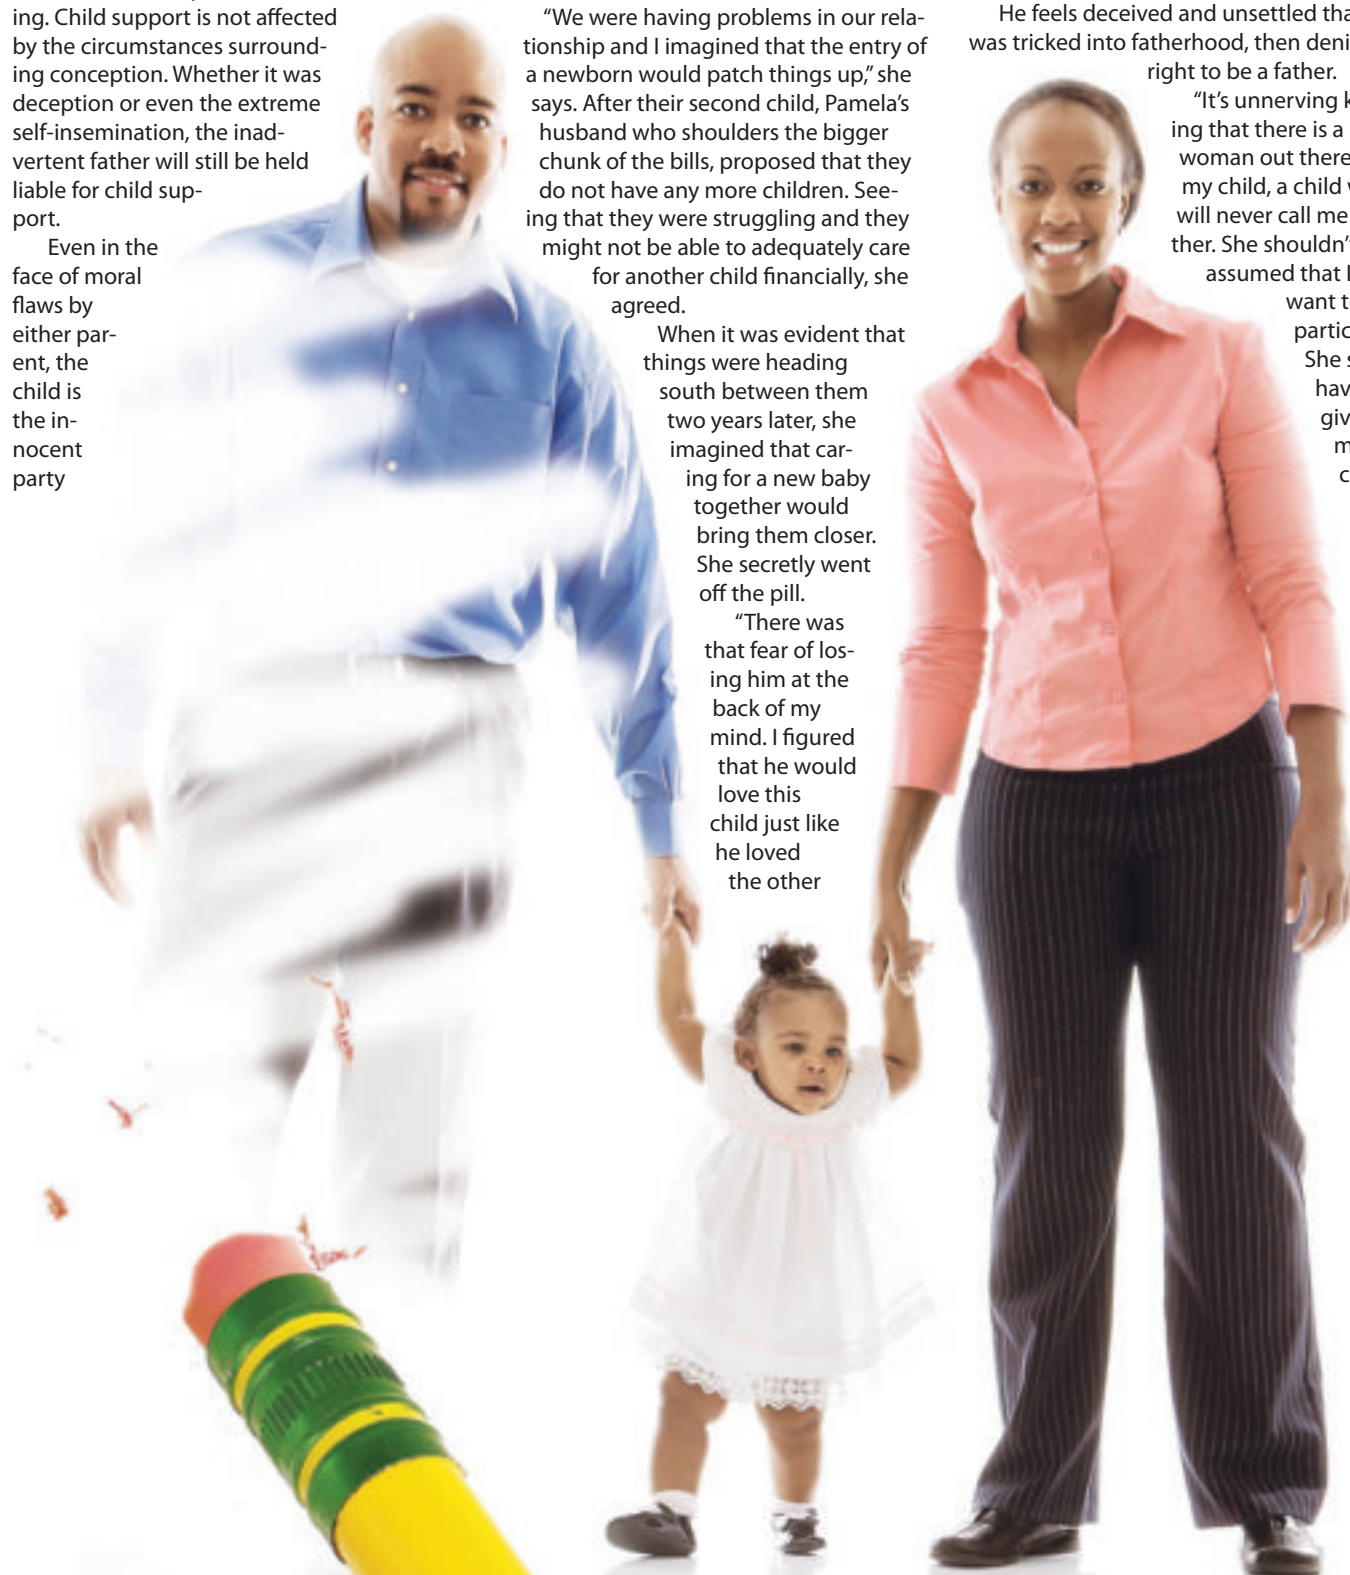 ing. Child support is not affected
by the circumstances surround-
ing conception. Whether it was
deception or even the extreme
self-insemination, the inad-
vertent father will still be held
liable for child sup-
port.
Even in the
face of moral
flaws by
either par-
ent, the
child is
the in-
nocent
party
“We were having problems in our rela-
tionship and I imagined that the entry of
a newborn would patch things up,” she
says. After their second child, Pamela’s
husband who shoulders the bigger
chunk of the bills, proposed that they
do not have any more children. See-
ing that they were struggling and they
might not be able to adequately care
for another child financially, she
agreed.
When it was evident that
things were heading
south between them
two years later, she
imagined that car-
ing for a new baby
together would
bring them closer.
She secretly went
off the pill.
“There was
that fear of los-
ing him at the
back of my
mind. I figured
that he would
love this
child just like
he loved
the other
He feels deceived and unsettled tha
was tricked into fatherhood, then deni
right to be a father.
“It’s unnerving k
ing that there is a
woman out there
my child, a child w
will never call me
ther. She shouldn’t
assumed that I
want to
partic
She s
hav
giv
m
c